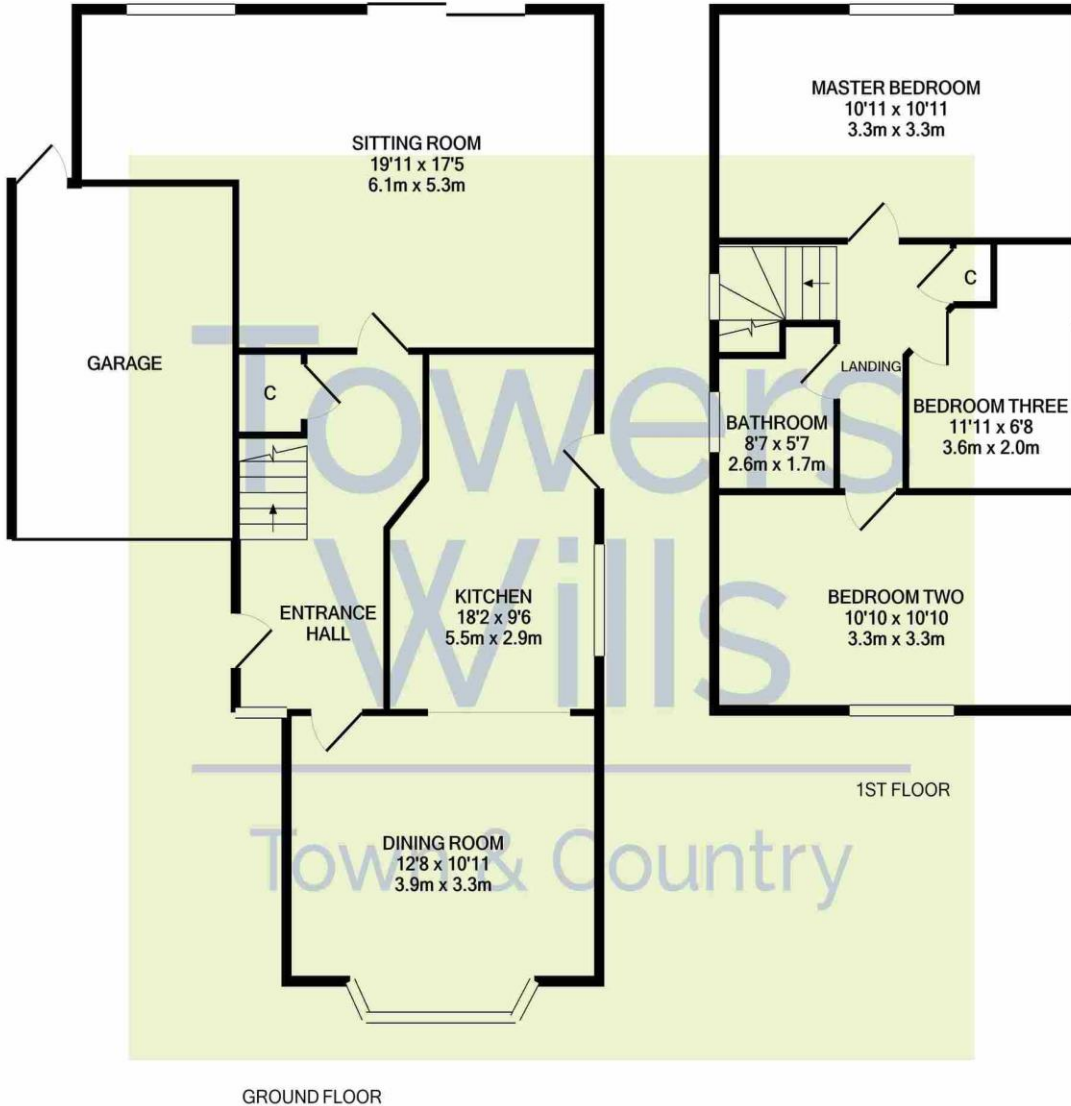 SITTING ROOM
19'11 x 17'5
6.1m x 5.3m
GARAGE
C
ENTRANCE
HALL
KITCHEN
18'2 x 9'6
5.5m x 2.9m
DINING ROOM
12'8 x 10'11
3.9m x 3.3m
GROUND FLOOR
MASTER BEDROOM
10'11 x 10'11
3.3m x 3.3m
C
LANDING
BATHROOM
8'7 x 5'7
2.6m x 1.7m
BEDROOM THREE
11'11 x 6'8
3.6m x 2.0m
BEDROOM TWO
10'10 x 10'10
3.3m x 3.3m
1ST FLOOR
Towers
Wills
Town & Country